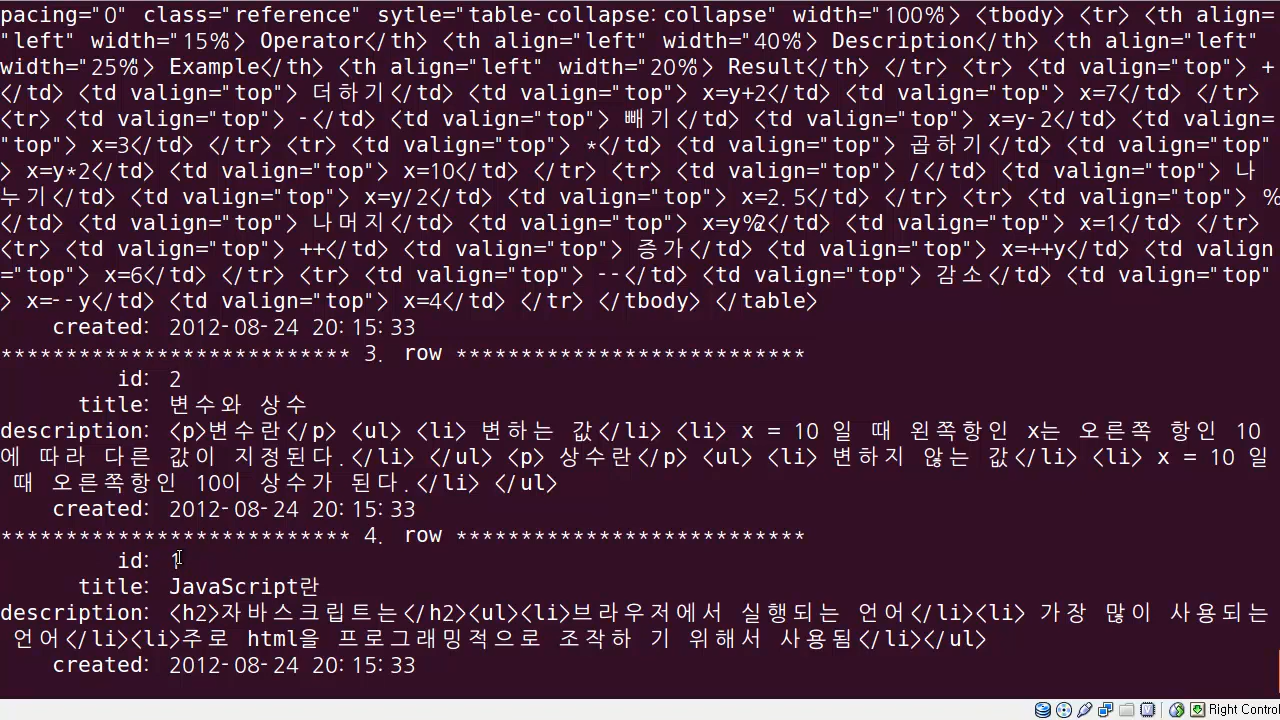 pacing="0" class="reference" sytle="table-collapse:collapse" width="100%"> <tbody> <tr> <th align=
"left" width="15%"> Operator</th> <th align="left" width="40%"> Description</th> <th align="left"
width="25%"> Example</th> <th align="left" width="20%"> Result</th> </tr> <tr> <td valign="top"> +
</td> <td valign="top"> 더하기</td> <td valign="top"> x=y+2</td> <td valign="top"> x=7</td> </tr>
<tr> <td valign="top"> -</td> <td valign="top"> 빼기</td> <td valign="top"> x=y-2</td> <td valign=
"top"> x=3</td> </tr> <tr> <td valign="top"> *</td> <td valign="top"> 곱하기</td> <td valign="top"
> x=y*2</td> <td valign="top"> x=10</td> </tr> <tr> <td valign="top"> /</td> <td valign="top"> 나
누기</td> <td valign="top"> x=y/2</td> <td valign="top"> x=2.5</td> </tr> <tr> <td valign="top"> %
</td> <td valign="top"> 나머지</td> <td valign="top"> x=y%2</td> <td valign="top"> x=1</td> </tr>
<tr> <td valign="top"> ++</td> <td valign="top"> 증가</td> <td valign="top"> x=++y</td> <td valign
="top"> x=6</td> </tr> <tr> <td valign="top"> --</td> <td valign="top"> 감소</td> <td valign="top"
> x=--y</td> <td valign="top"> x=4</td> </tr> </tbody> </table>
created: 2012-08-24 20:15:33
*************************** 3. row ***************************
id: 2
title: 변수와 상수
description: <p>변수란</p> <ul> <li> 변하는 값</li> <li> x = 10 일 때 왼쪽항인 x는 오른쪽 항인 10
에 따라 다른 값이 지정된다.</li> </ul> <p> 상수란</p> <ul> <li> 변하지 않는 값</li> <li> x = 10 일
때 오른쪽항인 10이 상수가 된다.</li> </ul>
created: 2012-08-24 20:15:33
*************************** 4. row ***************************
id: 1
title: JavaScript란
description: <h2>자바스크립트는</h2><ul><li>브라우저에서 실행되는 언어</li><li> 가장 많이 사용되는
언어</li><li>주로 html을 프로그래밍적으로 조작하 기 위해서 사용됨</li></ul>
created: 2012-08-24 20:15:33
Right Control